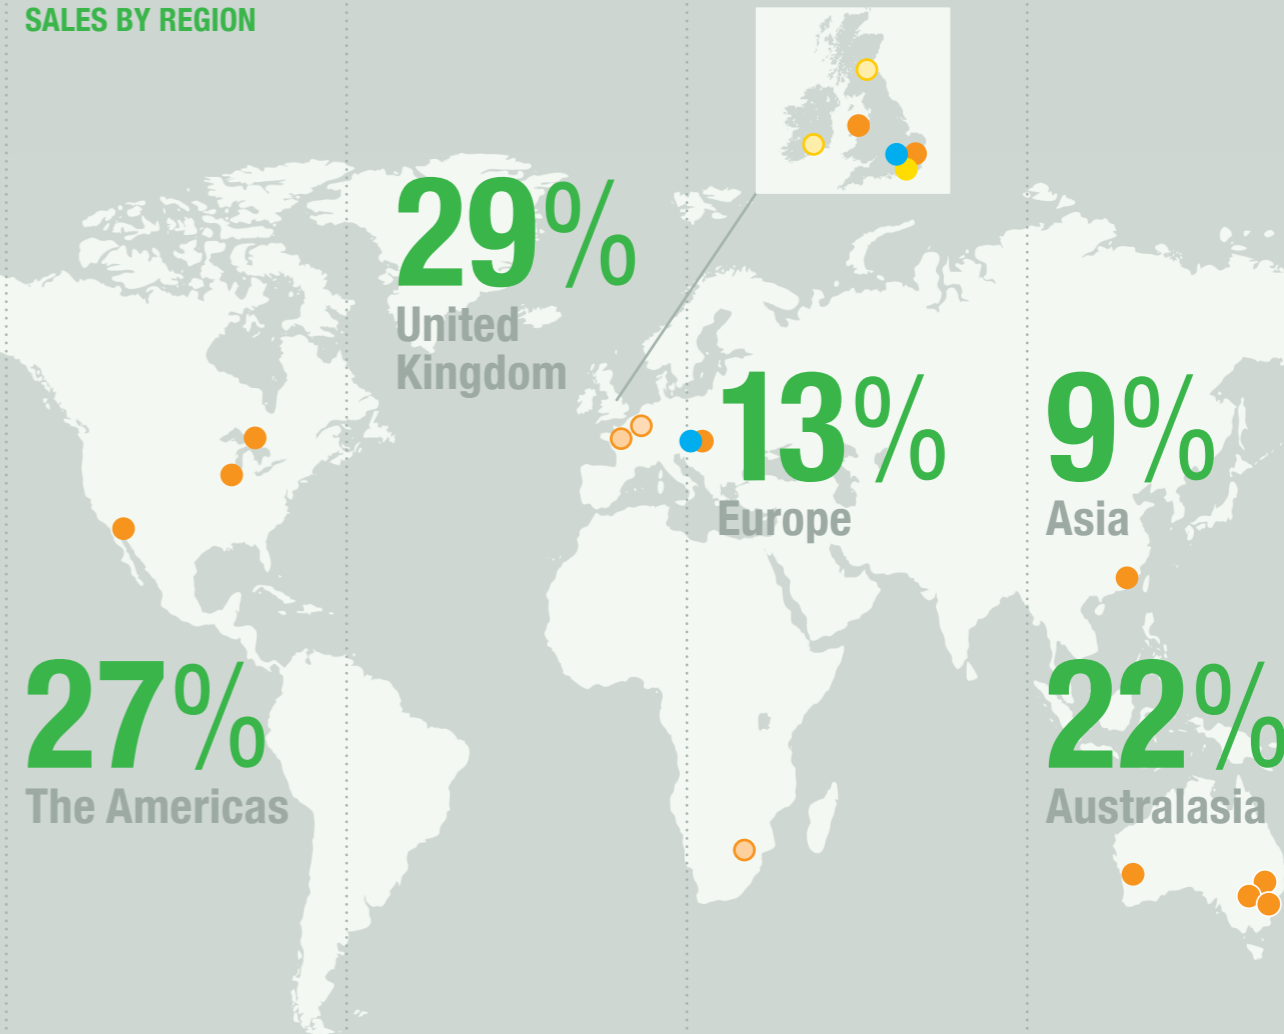 SALES BY REGION
29%
United
Kingdom
13%
Europe
9%
Asia
27%
The Americas
22%
Australasia